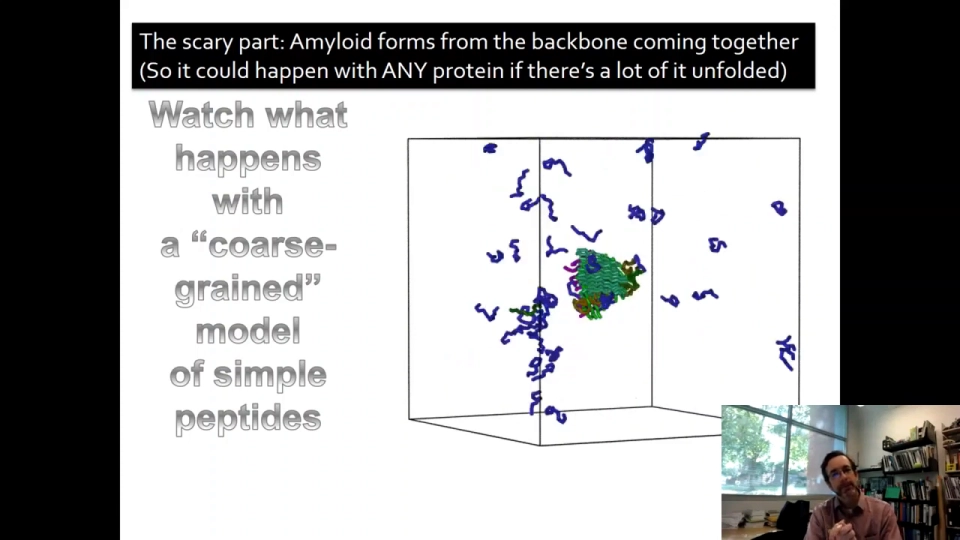 The scary part: Amyloid forms from the backbone coming together
(So it could happen with ANY protein if there’s a lot of it unfolded)
Watch what
happens
with
a “coarse-
grained”
model
of simple
peptides